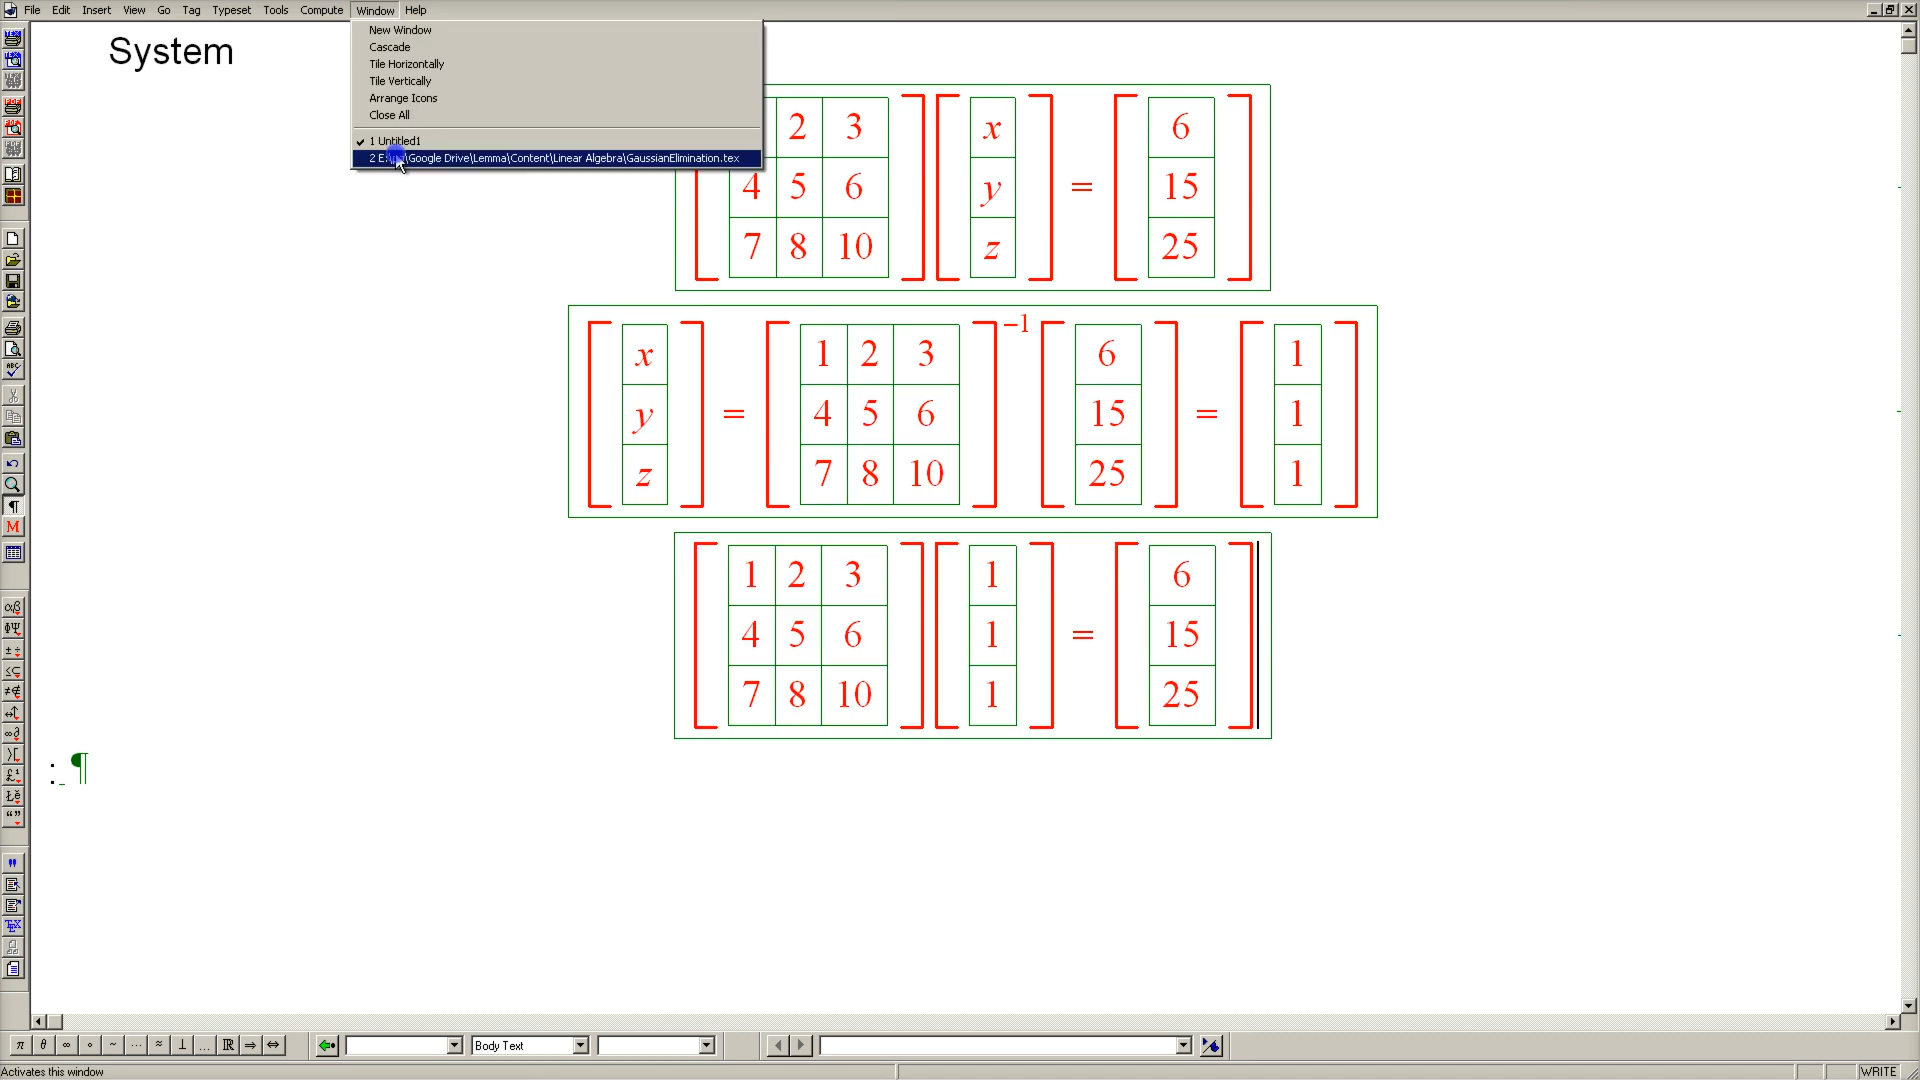 File Edit Insert View Go Tag Typeset Tools Compute Window Help
System
New Window
Cascade
Tile Horizontally
Tile Vertically
Arrange Icons
Close All
✓ 1 Untitled1
\Google Drive\Lemma\Content\Linear Algebra\GaussianElimination.tex
2 3 x 6
4 5 6 y = 15
7 8 10 z 25
x 1 2 3 −1 6 1
y = 4 5 6 15 = 1
z 7 8 10 25 1
1 2 3 1 6
4 5 6 1 = 15
7 8 10 1 25
: ¶
π θ ∞ ∘ ~ ⋯ ≈ ⊥ … ℝ ⇒ ⇔ Body Text
Activates this window WRITE